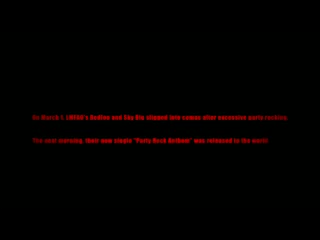 On March 1, LMFAO's Redfoo and Sky Blu slipped into comas after excessive party rocking.
The next morning, their new single "Party Rock Anthem" was released to the world